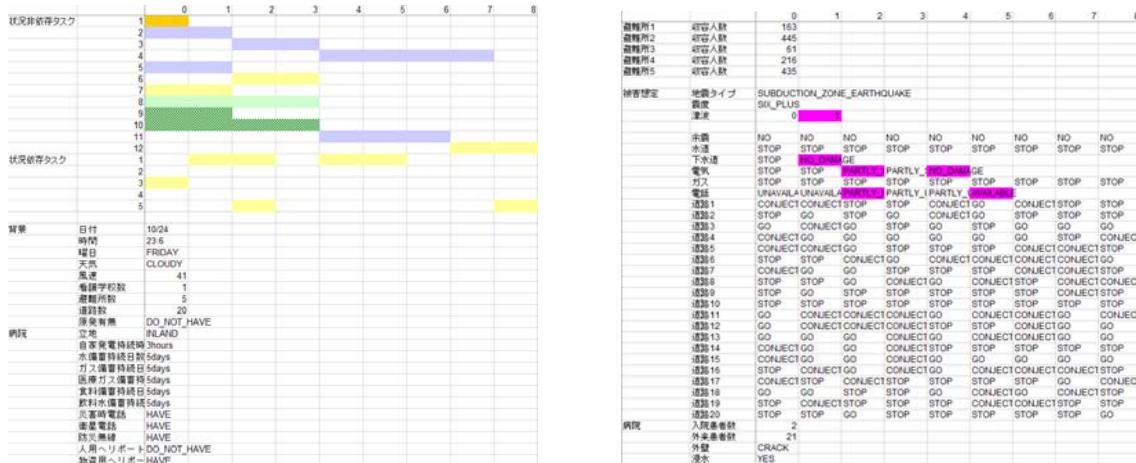 0 1 2 3 4 5 6 7 8
状況非依存タスク 1
2
3
4
5
6
7
8
9
10
11
12
状況依存タスク 1
2
3
4
5
背景 日付 10/24
時間 23:6
曜日 FRIDAY
天気 CLOUDY
風速 41
看護学校数 1
避難所数 5
道路数 20
原発有無 DO_NOT_HAVE
病院 立地 INLAND
自家発電持続時 3hours
水備蓄持続日数 5days
ガス備蓄持続日 5days
医療ガス備蓄持 5days
食料備蓄持続日 5days
飲料水備蓄持続 5days
災害時電話 HAVE
衛星電話 HAVE
防災無線 HAVE
人用ヘリポート DO_NOT_HAVE
物資用ヘリポー HAVE
0 1 2 3 4 5 6 7
避難所1 収容人数 163
避難所2 収容人数 445
避難所3 収容人数 61
避難所4 収容人数 216
避難所5 収容人数 435
被害想定 地震タイプ SUBDUCTION_ZONE_EARTHQUAKE
震度 SIX_PLUS
津波 0
余震 NO NO NO NO NO NO NO NO
水道 STOP STOP STOP STOP STOP STOP STOP STOP
下水道 STOP NO_DAMAGE
電気 STOP STOP PARTLY_ PARTLY_ NO_DAMAGE
ガス STOP STOP STOP STOP STOP STOP STOP STOP
電話 UNAVAILA UNAVAILA PARTLY_ PARTLY_ PARTLY_ AVAILABLE
道路1 CONJECT CONJECT STOP STOP CONJECT GO CONJECT STOP STOP
道路2 STOP GO STOP GO CONJECT GO STOP STOP
道路3 GO CONJECT GO GO GO STOP GO GO
道路4 CONJECT GO GO GO GO GO STOP CONJEC
道路5 CONJECT CONJECT CONJECT STOP STOP CONJECT CONJECT STOP
道路6 STOP STOP CONJECT GO CONJECT CONJECT CONJECT STOP
道路7 CONJECT GO GO STOP STOP CONJECT CONJECT GO
道路8 STOP GO CONJECT GO STOP CONJECT CONJECT STOP
道路9 STOP GO STOP STOP STOP STOP CONJECT STOP
道路10 STOP STOP STOP STOP STOP STOP STOP STOP
道路11 GO CONJECT CONJECT CONJECT GO CONJECT GO CONJEC
道路12 GO CONJECT CONJECT CONJECT STOP STOP CONJECT GO
道路13 GO CONJECT GO CONJECT GO GO GO GO
道路14 CONJECT GO GO CONJECT STOP STOP STOP STOP
道路15 CONJECT GO GO CONJECT GO GO GO GO
道路16 STOP CONJECT GO STOP STOP CONJECT CONJECT CONJEC
道路17 CONJECT STOP CONJECT STOP STOP STOP GO CONJEC
道路18 GO GO CONJECT GO STOP STOP GO STOP
道路19 STOP CONJECT STOP STOP CONJECT CONJECT CONJECT STOP
道路20 STOP STOP GO STOP STOP STOP STOP GO
病院 入院患者数 2
外来患者数 21
外壁 CRACK
浸水 YES